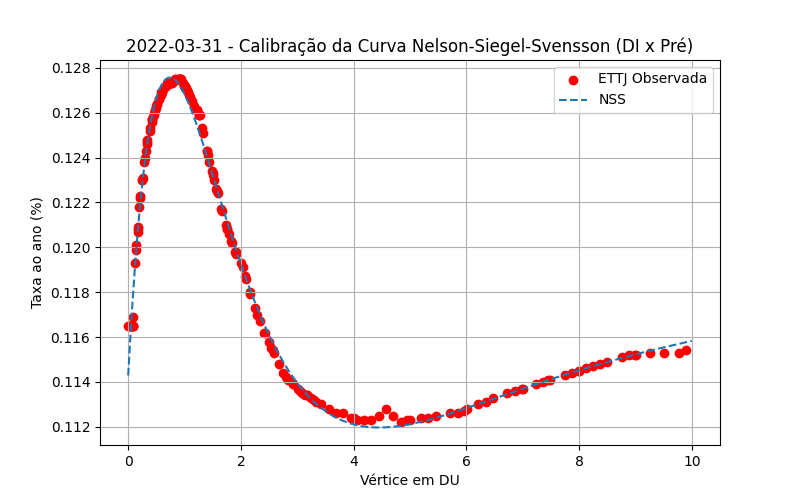 2022-03-31 - Calibração da Curva Nelson-Siegel-Svensson (DI x Pré)
ETTJ Observada
NSS
Taxa ao ano (%)
0.128
0.126
0.124
0.122
0.120
0.118
0.116
0.114
0.112
0 2 4 6 8 10
Vértice em DU